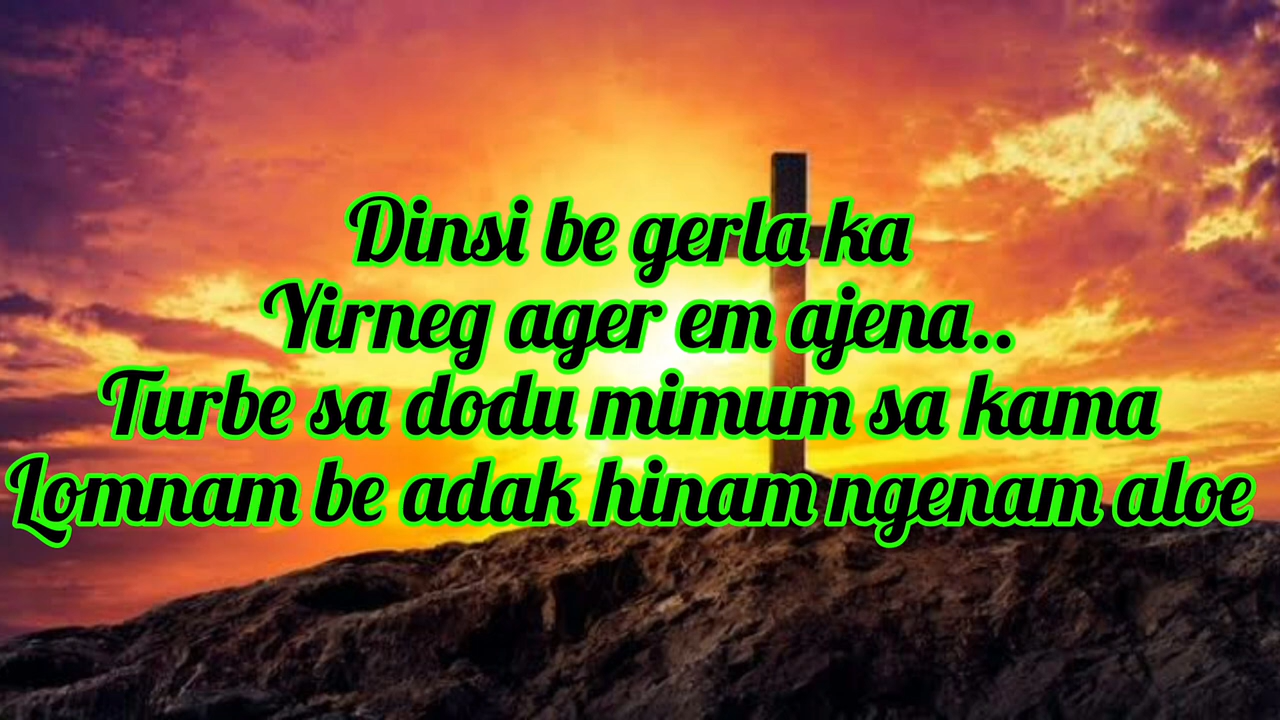 Dinsi be gerla ka
Yirneg ager em ajena..
Turbe sa dodu mimum sa kama
Lomnam be adak hinam ngenam aloe